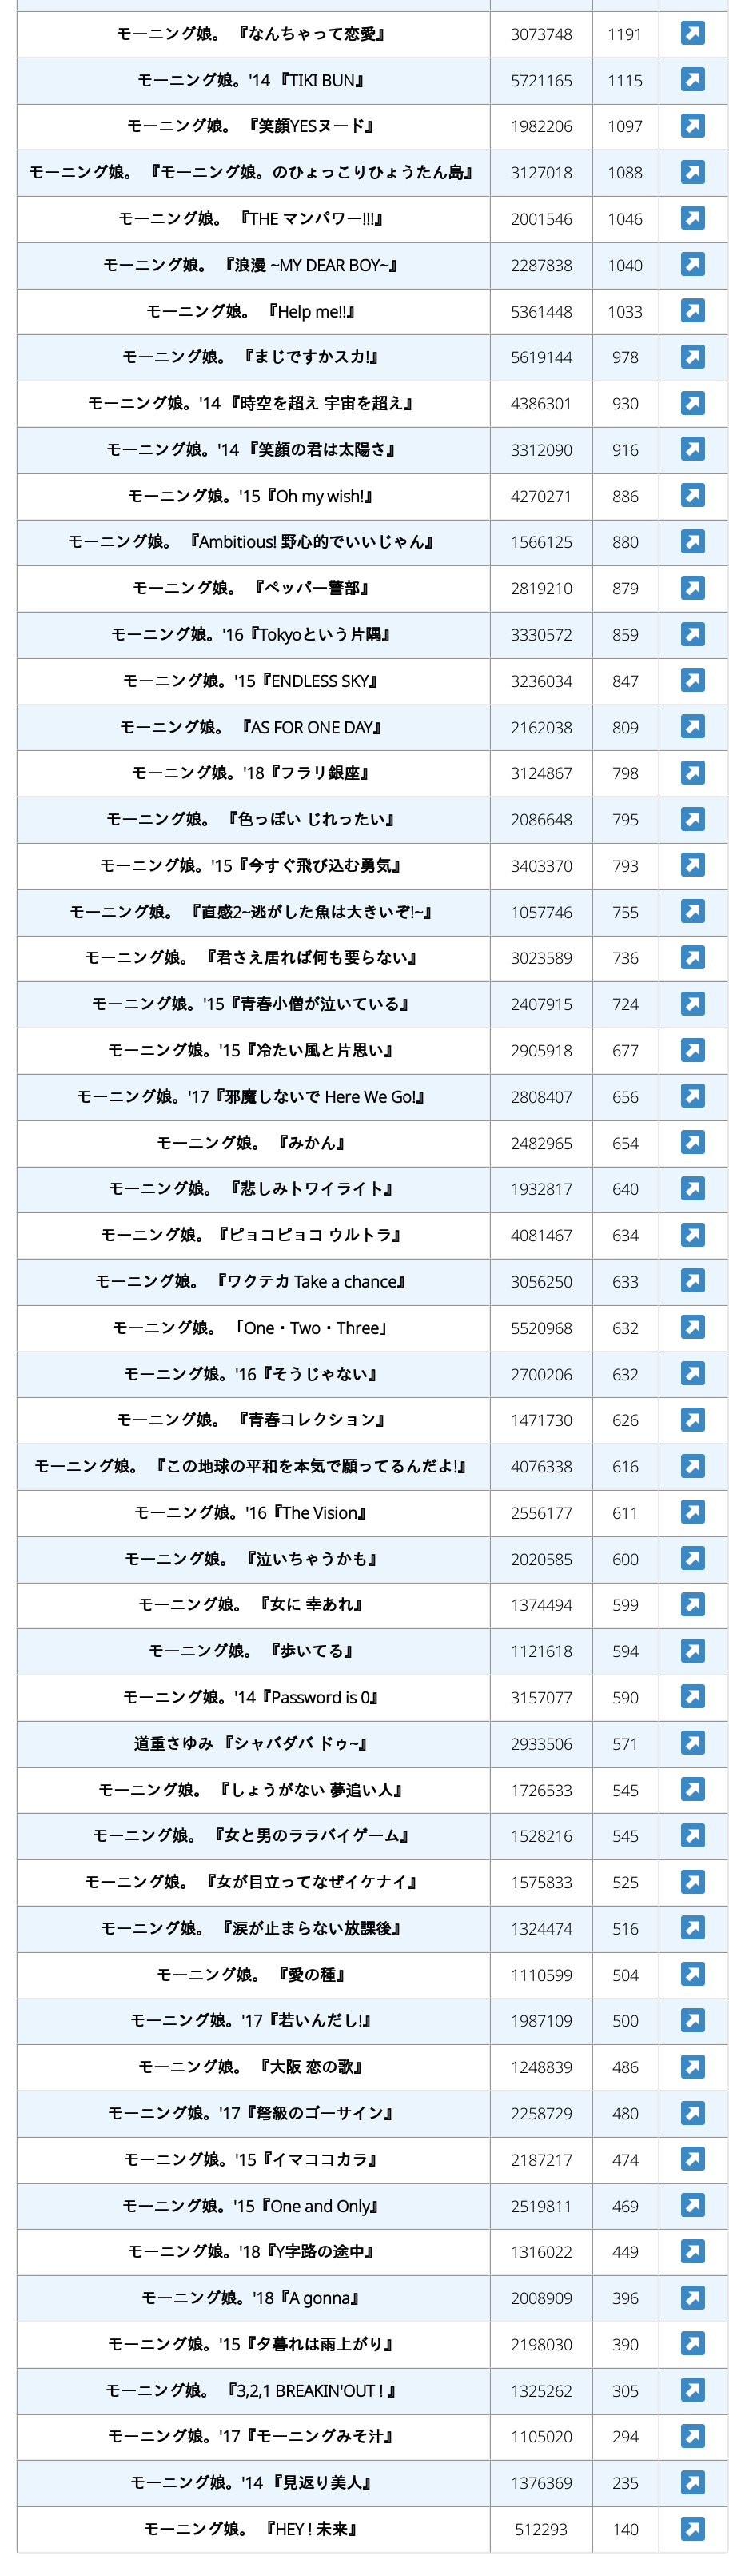 モーニング娘。 『なんちゃって恋愛』 3073748 1191
モーニング娘。'14 『TIKI BUN』 5721165 1115
モーニング娘。 『笑顔YESヌード』 1982206 1097
モーニング娘。 『モーニング娘。のひょっこりひょうたん島』 3127018 1088
モーニング娘。 『THE マンパワー!!!』 2001546 1046
モーニング娘。 『浪漫 ~MY DEAR BOY~』 2287838 1040
モーニング娘。 『Help me!!』 5361448 1033
モーニング娘。 『まじですかスカ!』 5619144 978
モーニング娘。'14 『時空を超え 宇宙を超え』 4386301 930
モーニング娘。'14 『笑顔の君は太陽さ』 3312090 916
モーニング娘。'15『Oh my wish!』 4270271 886
モーニング娘。 『Ambitious! 野心的でいいじゃん』 1566125 880
モーニング娘。 『ペッパー警部』 2819210 879
モーニング娘。'16『Tokyoという片隅』 3330572 859
モーニング娘。'15『ENDLESS SKY』 3236034 847
モーニング娘。 『AS FOR ONE DAY』 2162038 809
モーニング娘。'18『フラリ銀座』 3124867 798
モーニング娘。 『色っぽい じれったい』 2086648 795
モーニング娘。'15『今すぐ飛び込む勇気』 3403370 793
モーニング娘。 『直感2~逃がした魚は大きいぞ!~』 1057746 755
モーニング娘。 『君さえ居れば何も要らない』 3023589 736
モーニング娘。'15『青春小僧が泣いている』 2407915 724
モーニング娘。'15『冷たい風と片思い』 2905918 677
モーニング娘。'17『邪魔しないで Here We Go!』 2808407 656
モーニング娘。 『みかん』 2482965 654
モーニング娘。 『悲しみトワイライト』 1932817 640
モーニング娘。『ピョコピョコ ウルトラ』 4081467 634
モーニング娘。 『ワクテカ Take a chance』 3056250 633
モーニング娘。 「One・Two・Three」 5520968 632
モーニング娘。'16『そうじゃない』 2700206 632
モーニング娘。 『青春コレクション』 1471730 626
モーニング娘。 『この地球の平和を本気で願ってるんだよ!』 4076338 616
モーニング娘。'16『The Vision』 2556177 611
モーニング娘。 『泣いちゃうかも』 2020585 600
モーニング娘。 『女に 幸あれ』 1374494 599
モーニング娘。 『歩いてる』 1121618 594
モーニング娘。'14『Password is 0』 3157077 590
道重さゆみ 『シャバダバ ドゥ~』 2933506 571
モーニング娘。 『しょうがない 夢追い人』 1726533 545
モーニング娘。 『女と男のララバイゲーム』 1528216 545
モーニング娘。 『女が目立ってなぜイケナイ』 1575833 525
モーニング娘。 『涙が止まらない放課後』 1324474 516
モーニング娘。 『愛の種』 1110599 504
モーニング娘。'17『若いんだし!』 1987109 500
モーニング娘。 『大阪 恋の歌』 1248839 486
モーニング娘。'17『弩級のゴーサイン』 2258729 480
モーニング娘。'15『イマココカラ』 2187217 474
モーニング娘。'15『One and Only』 2519811 469
モーニング娘。'18『Y字路の途中』 1316022 449
モーニング娘。'18『A gonna』 2008909 396
モーニング娘。'15『夕暮れは雨上がり』 2198030 390
モーニング娘。 『3,2,1 BREAKIN'OUT ! 』 1325262 305
モーニング娘。'17『モーニングみそ汁』 1105020 294
モーニング娘。'14 『見返り美人』 1376369 235
モーニング娘。 『HEY ! 未来』 512293 140